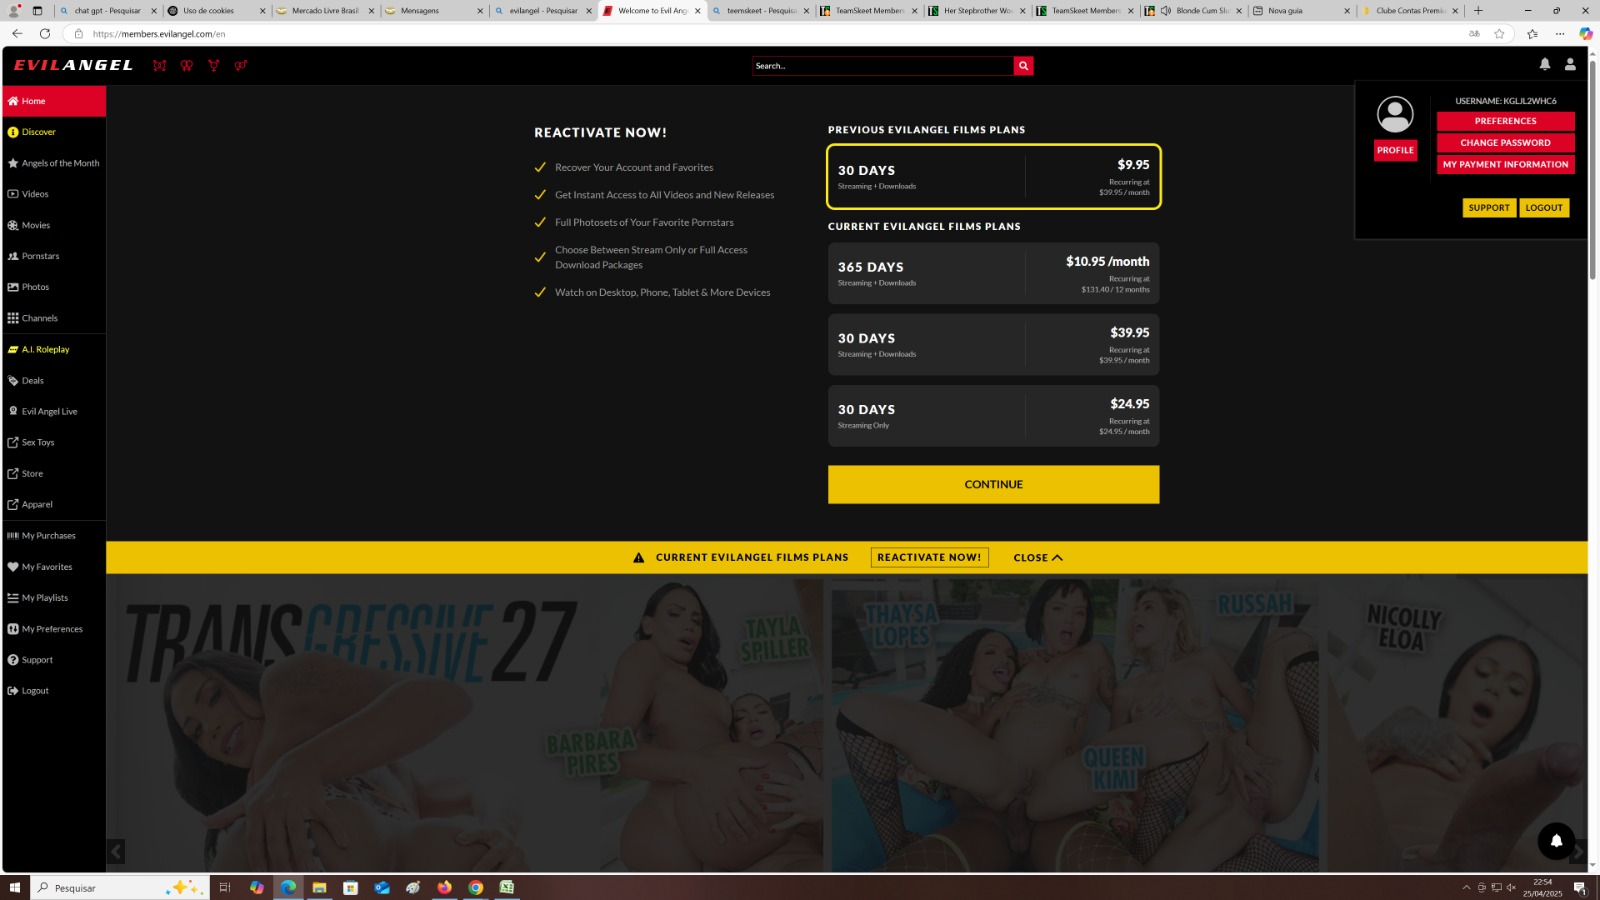 chat gpt - Pesquisar
Uso de cookies
Mercado Livre Brasil
Mensagens
evilangel - Pesquisar
Welcome to Evil Ang
teemskeet - Pesquisa
TeamSkeet Members
Her Stepbrother Wo
TeamSkeet Members
Blonde Cum Slu
Nova guia
Clube Contas Premiu
https://members.evilangel.com/en
EVILANGEL
Search...
Home
Discover
Angels of the Month
Videos
Movies
Pornstars
Photos
Channels
A.I. Roleplay
Deals
Evil Angel Live
Sex Toys
Store
Apparel
My Purchases
My Favorites
My Playlists
My Preferences
Support
Logout
REACTIVATE NOW!
Recover Your Account and Favorites
Get Instant Access to All Videos and New Releases
Full Photosets of Your Favorite Pornstars
Choose Between Stream Only or Full Access
Download Packages
Watch on Desktop, Phone, Tablet & More Devices
PREVIOUS EVILANGEL FILMS PLANS
30 DAYS
Streaming + Downloads
$9.95
Recurring at
$39.95 / month
CURRENT EVILANGEL FILMS PLANS
365 DAYS
Streaming + Downloads
$10.95 /month
Recurring at
$131.40 / 12 months
30 DAYS
Streaming + Downloads
$39.95
Recurring at
$39.95 / month
30 DAYS
Streaming Only
$24.95
Recurring at
$24.95 / month
CONTINUE
USERNAME: KGLJL2WHC6
PROFILE
PREFERENCES
CHANGE PASSWORD
MY PAYMENT INFORMATION
SUPPORT
LOGOUT
CURRENT EVILANGEL FILMS PLANS
REACTIVATE NOW!
CLOSE
TRANSGRESSIVE 27
TAYLA
SPILLER
BARBARA
PIRES
THAYSA
LOPES
RUSSAH
QUEEN
KIMI
NICOLLY
ELOA
Pesquisar
22:54
25/04/2025